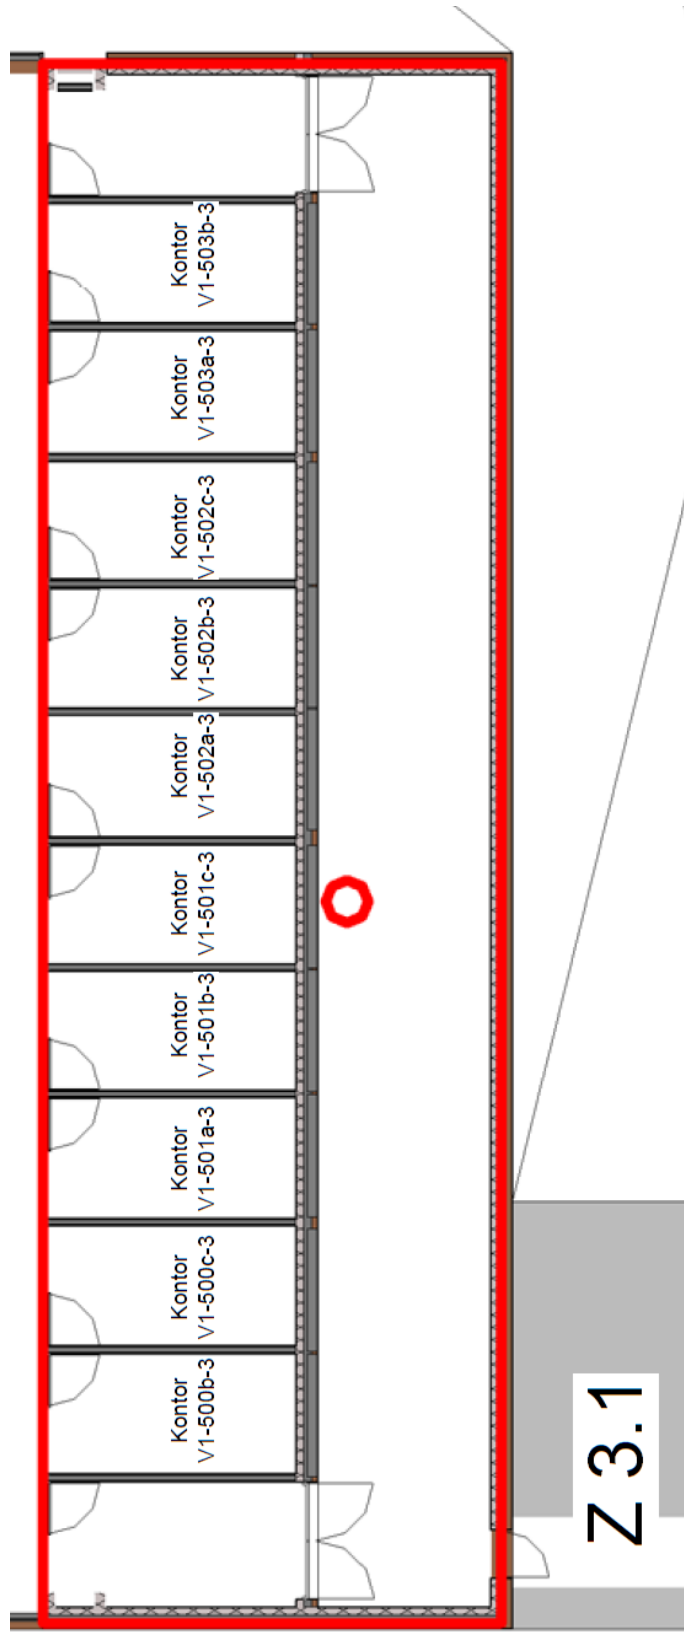 Kontor
V1-503b-3
Kontor
V1-503a-3
Kontor
V1-502c-3
Kontor
V1-502b-3
Kontor
V1-502a-3
Kontor
V1-501c-3
Kontor
V1-501b-3
Kontor
V1-501a-3
Kontor
V1-500c-3
Kontor
V1-500b-3
Z 3.1